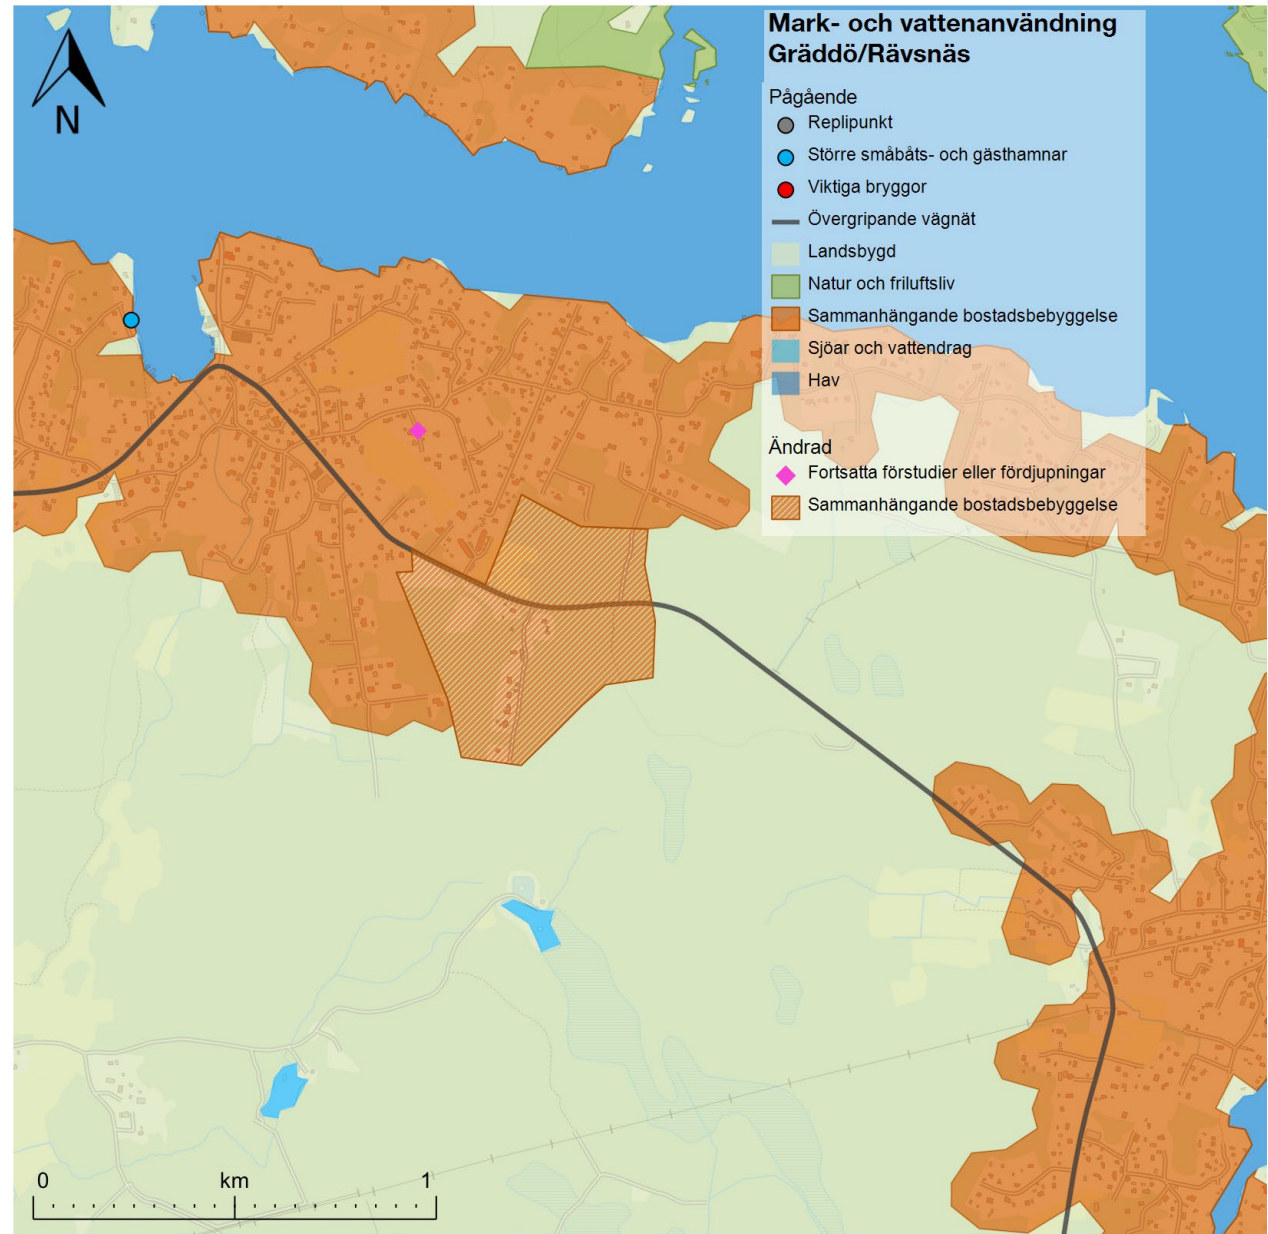 Mark- och vattenanvändning
Gräddö/Rävsnäs
Pågående
Replipunkt
Större småbåts- och gästhamnar
Viktiga bryggor
Övergripande vägnät
Landsbygd
Natur och friluftsliv
Sammanhängande bostadsbebyggelse
Sjöar och vattendrag
Hav
Ändrad
Fortsatta förstudier eller fördjupningar
Sammanhängande bostadsbebyggelse
N
0 km 1